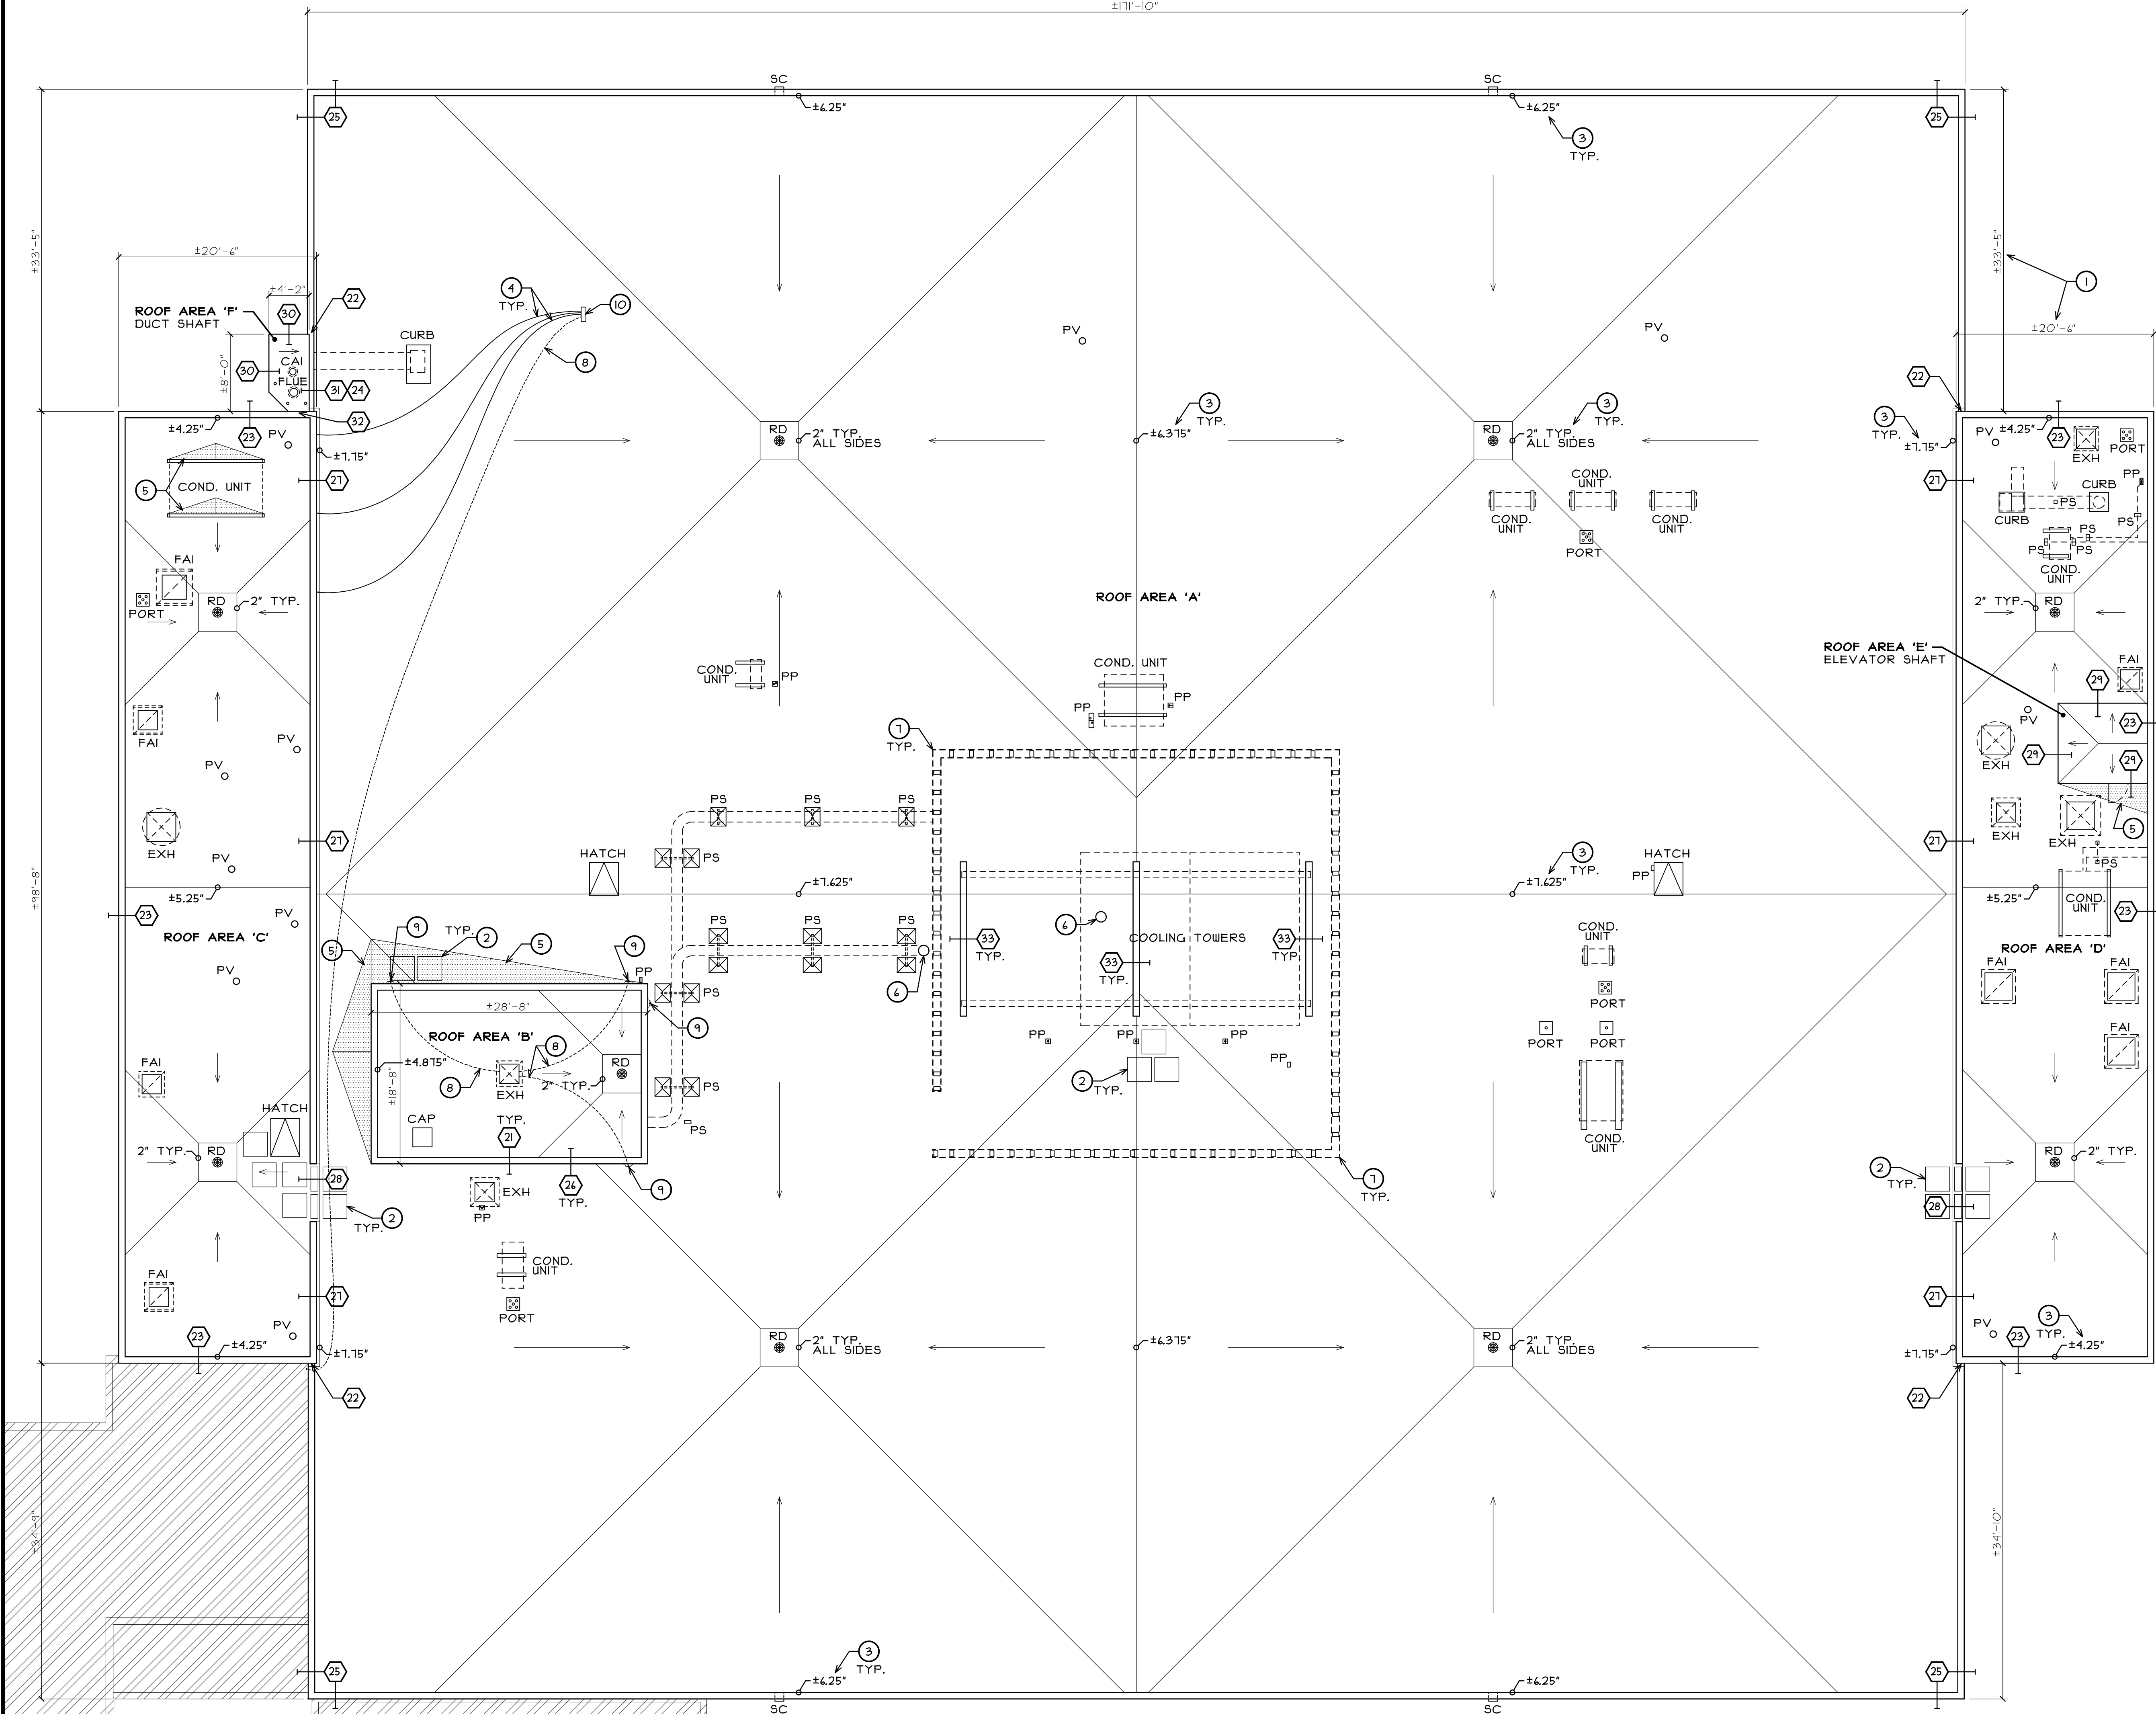 ±171'-10"
SC
SC
±6.25"
±6.25"
25
25
3
TYP.
±33'-5"
±33'-5"
±20'-6"
1
±4'-2"
4
TYP.
22
10
ROOF AREA 'F'
DUCT SHAFT
30
CURB
PV
PV
±20'-6"
8
CAI
30
FLUE
31
24
±8'-0"
22
3
TYP.
3
TYP.
3
TYP.
32
±4.25"
23
PV
±7.75"
RD
2" TYP.
ALL SIDES
±6.375"
RD
2" TYP.
ALL SIDES
±7.75"
PV
±4.25"
23
EXH
PORT
27
5
COND. UNIT
COND.
UNIT
COND.
UNIT
COND.
UNIT
PORT
27
PP
CURB
PS
CURB
PS
PS
PS
PS
COND.
UNIT
FAI
PORT
RD
2" TYP.
ROOF AREA 'A'
2" TYP.
RD
ROOF AREA 'E'
ELEVATOR SHAFT
COND.
UNIT
PP
COND. UNIT
PP
PP
FAI
29
PV
23
29
29
EXH
FAI
PV
PV
7
TYP.
EXH
PS
PS
PS
EXH
EXH
5
27
27
PV
PS
HATCH
3
TYP.
HATCH
PP
PS
±98'-8"
±5.25"
±7.625"
±7.625"
±5.25"
COND.
UNIT
23
PV
23
ROOF AREA 'C'
9
TYP.
2
5
5
9
PS
PS
PS
6
33
TYP.
COOLING TOWERS
33
TYP.
33
TYP.
COND.
UNIT
ROOF AREA 'D'
PV
PP
6
PS
PORT
FAI
FAI
±28'-8"
9
ROOF AREA 'B'
8
PP
PP
PP
PP
PORT
PORT
FAI
±4.875"
8
RD
2" TYP.
EXH
±18'-8"
2
TYP.
FAI
PS
CAP
TYP.
21
PS
COND.
UNIT
HATCH
2" TYP.
RD
28
26
TYP.
9
EXH
PP
7
TYP.
2
TYP.
RD
2" TYP.
28
2
TYP.
COND.
UNIT
PORT
FAI
27
27
PV
23
±4.25"
±7.75"
RD
2" TYP.
ALL SIDES
±6.375"
RD
2" TYP.
ALL SIDES
±7.75"
PV
23
3
TYP.
±4.25"
22
22
±34'-9"
±34'-10"
25
3
TYP.
±6.25"
±6.25"
25
SC
SC